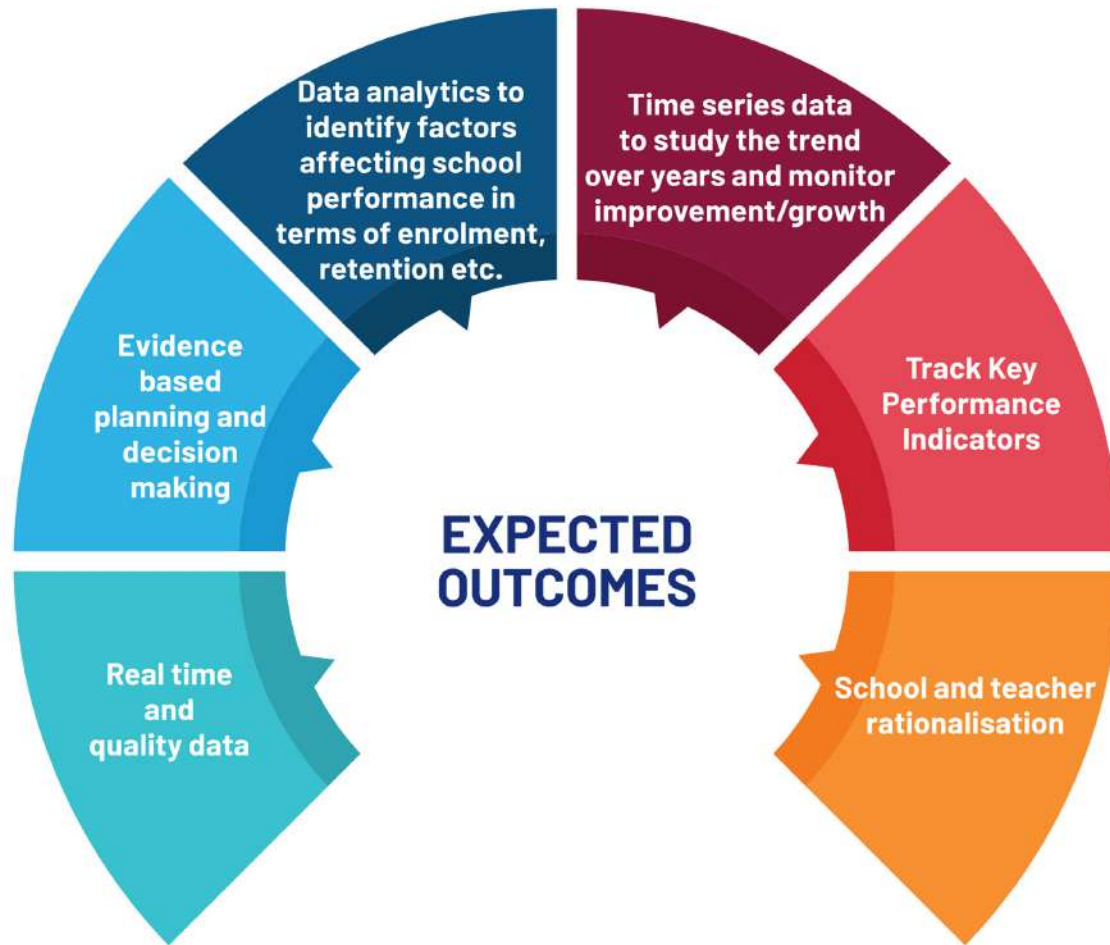 Data analytics to
identify factors
affecting school
performance in
terms of enrolment,
retention etc.
Time series data
to study the trend
over years and monitor
improvement/growth
Evidence
based
planning and
decision
making
Track Key
Performance
Indicators
EXPECTED
OUTCOMES
Real time
and
quality data
School and teacher
rationalisation